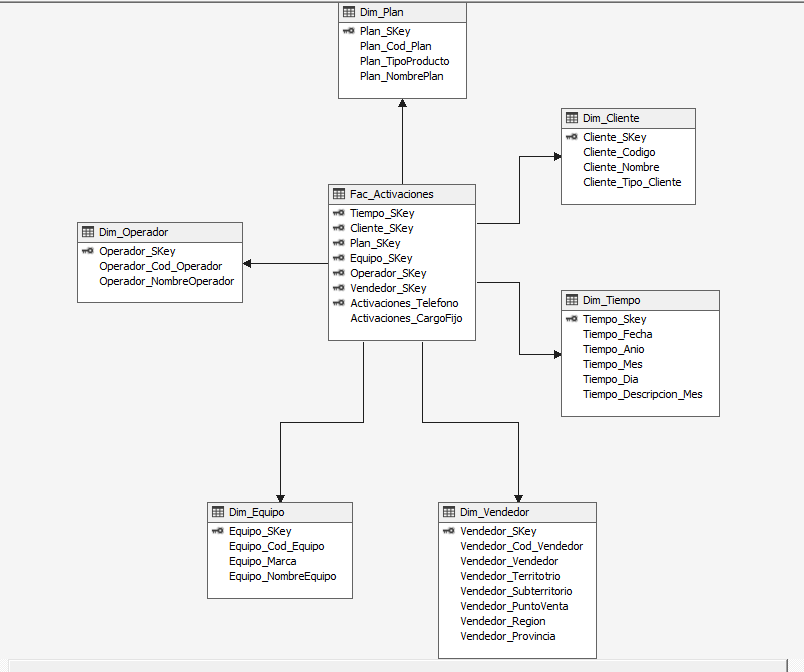 Dim_Plan
Plan_SKey
Plan_Cod_Plan
Plan_TipoProducto
Plan_NombrePlan
Dim_Cliente
Cliente_SKey
Cliente_Codigo
Cliente_Nombre
Cliente_Tipo_Cliente
Fac_Activaciones
Tiempo_SKey
Cliente_SKey
Plan_SKey
Equipo_SKey
Operador_SKey
Vendedor_SKey
Activaciones_Telefono
Activaciones_CargoFijo
Dim_Operador
Operador_SKey
Operador_Cod_Operador
Operador_NombreOperador
Dim_Tiempo
Tiempo_Skey
Tiempo_Fecha
Tiempo_Anio
Tiempo_Mes
Tiempo_Dia
Tiempo_Descripcion_Mes
Dim_Equipo
Equipo_SKey
Equipo_Cod_Equipo
Equipo_Marca
Equipo_NombreEquipo
Dim_Vendedor
Vendedor_SKey
Vendedor_Cod_Vendedor
Vendedor_Vendedor
Vendedor_Territotrio
Vendedor_Subterritorio
Vendedor_PuntoVenta
Vendedor_Region
Vendedor_Provincia